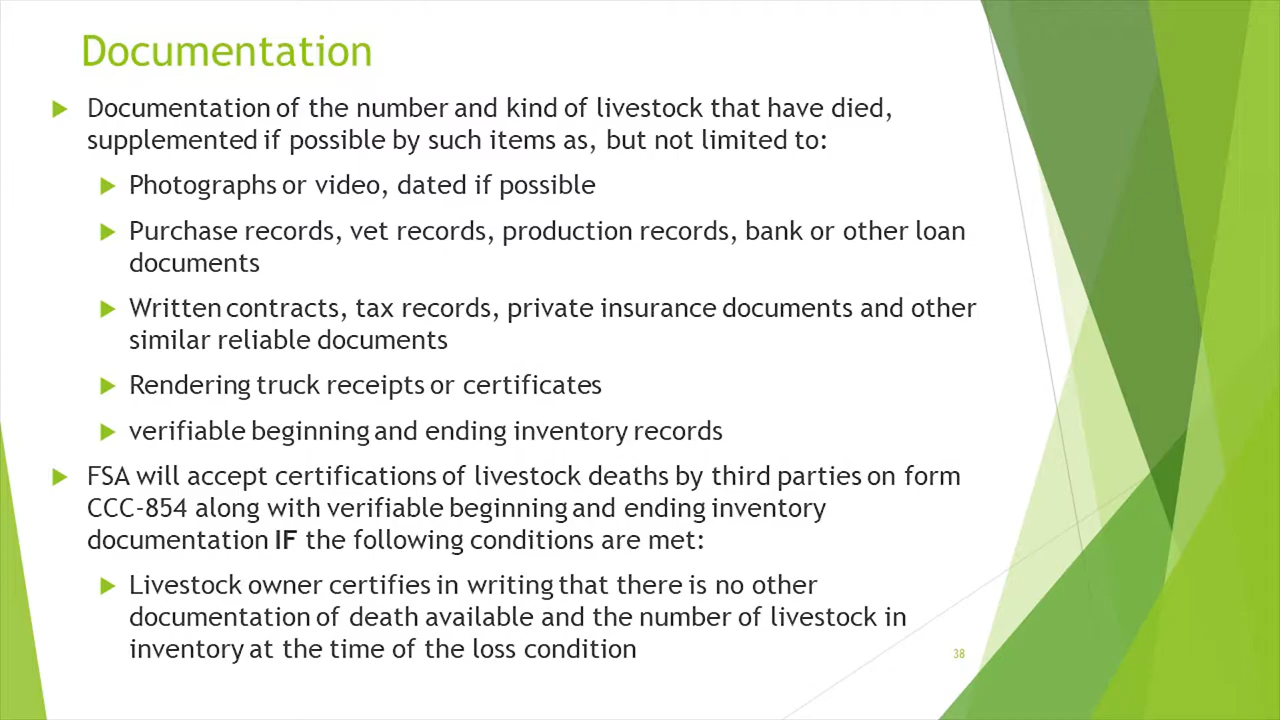 Documentation
Documentation of the number and kind of livestock that have died,
supplemented if possible by such items as, but not limited to:
Photographs or video, dated if possible
Purchase records, vet records, production records, bank or other loan
documents
Written contracts, tax records, private insurance documents and other
similar reliable documents
Rendering truck receipts or certificates
verifiable beginning and ending inventory records
FSA will accept certifications of livestock deaths by third parties on form
CCC-854 along with verifiable beginning and ending inventory
documentation IF the following conditions are met:
Livestock owner certifies in writing that there is no other
documentation of death available and the number of livestock in
inventory at the time of the loss condition
38